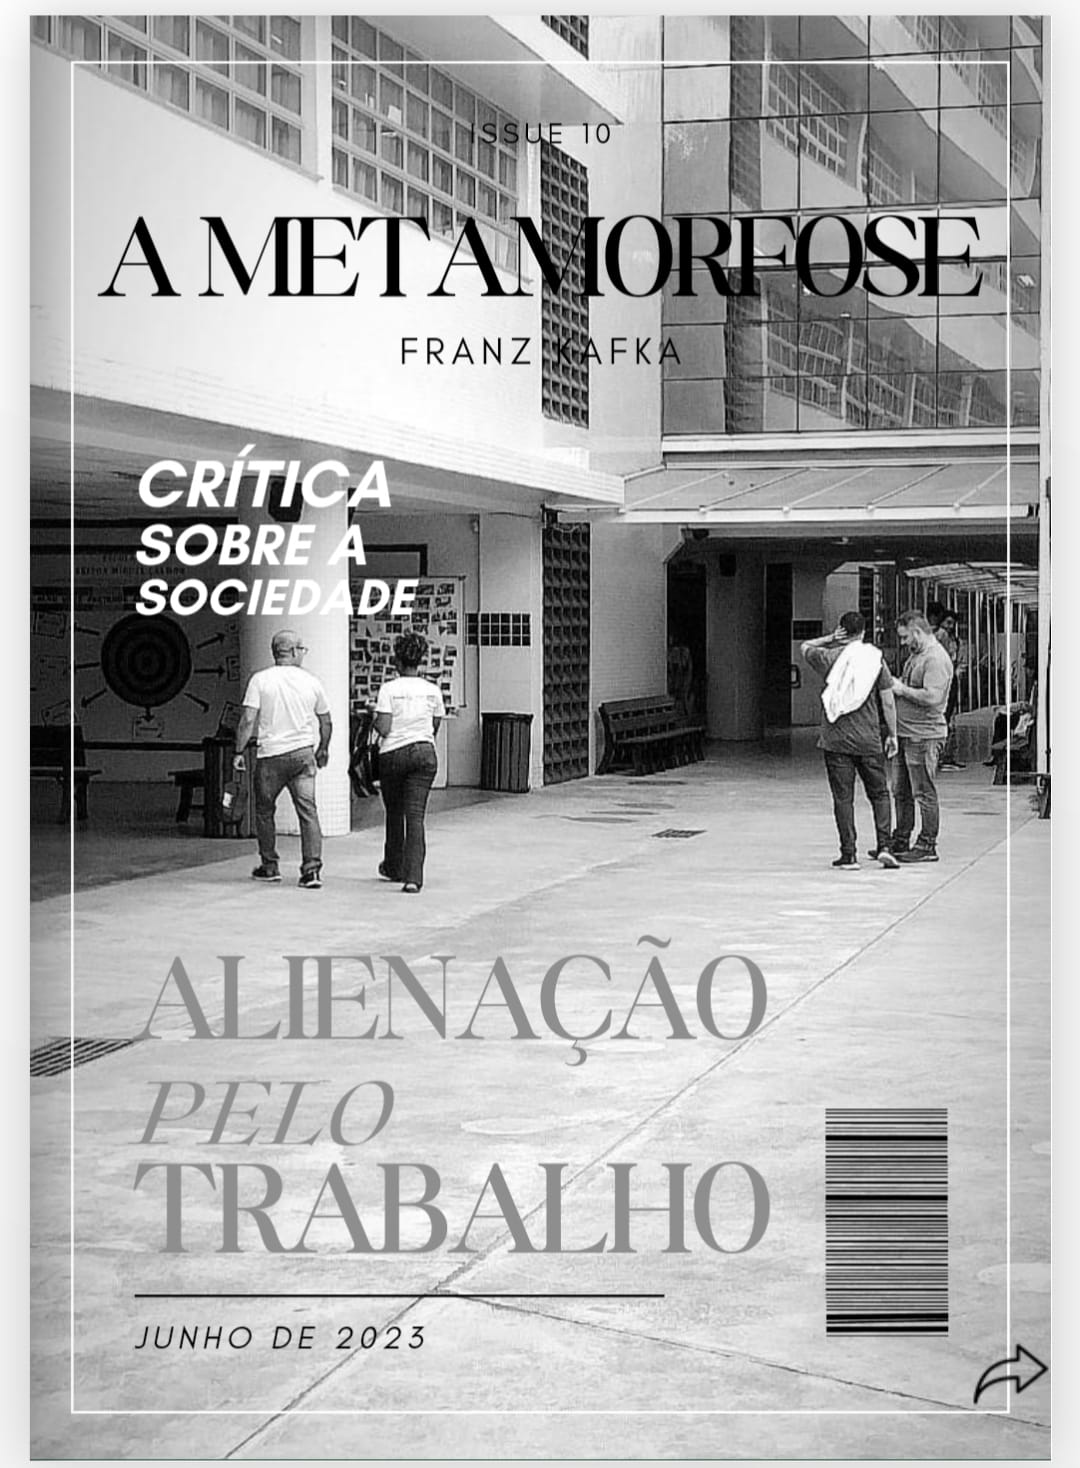 ISSUE 10
A METAMORFOSE
FRANZ KAFKA
CRÍTICA
SOBRE A
SOCIEDADE
ALIENAÇÃO
PELO
TRABALHO
JUNHO DE 2023